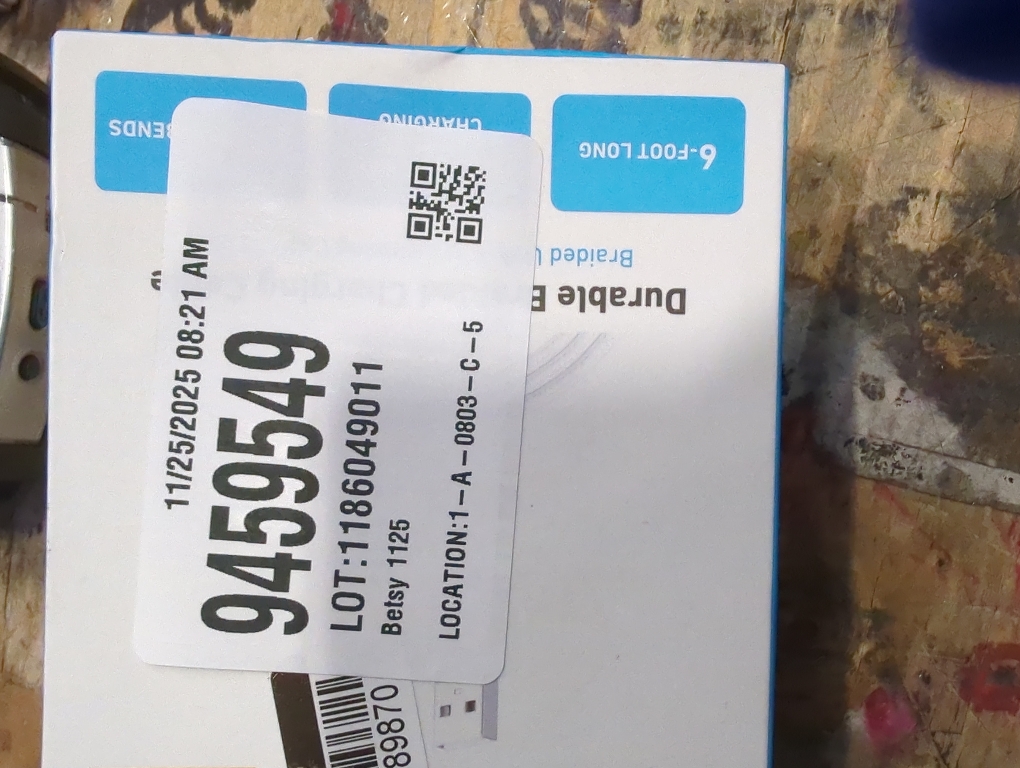 11/25/2025 08:21 AM
9459549
LOT:1186049011
Betsy 1125
LOCATION:1-A-0803-C-5
89870
6-FOOT LONG
CHARGING
BENDS
Durable
Braided